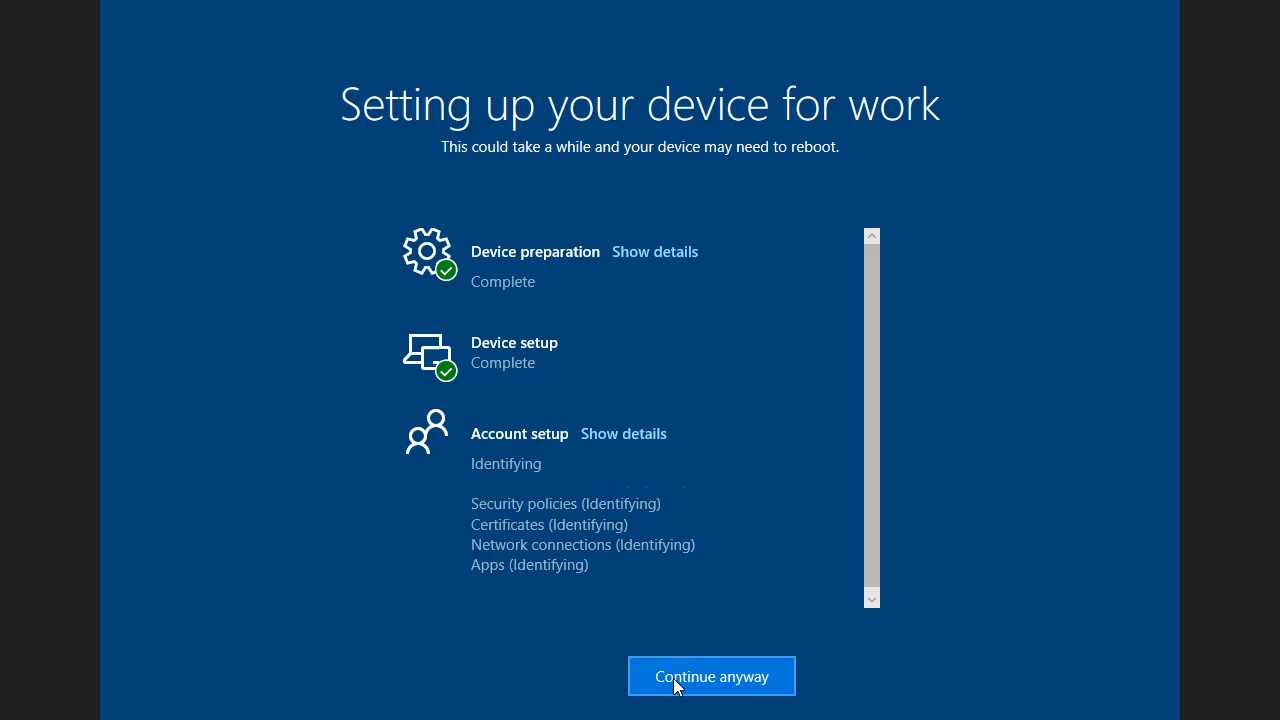 Setting up your device for work
This could take a while and your device may need to reboot.
Device preparation Show details
Complete
Device setup
Complete
Account setup Show details
Identifying
Security policies (Identifying)
Certificates (Identifying)
Network connections (Identifying)
Apps (Identifying)
Continue anyway